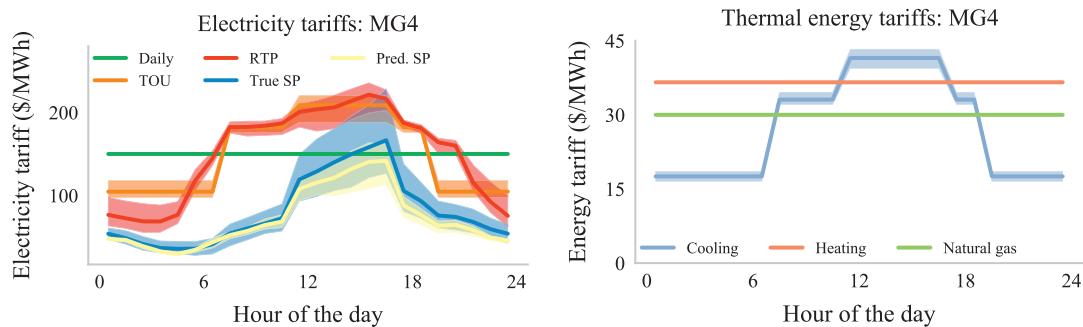 Electricity tariffs: MG4
Electricity tariff ($/MWh)
Daily RTP Pred. SP
TOU True SP
200
100
0 6 12 18 24
Hour of the day
Thermal energy tariffs: MG4
Energy tariff ($/MWh)
45
30
15
0
Cooling Heating Natural gas
0 6 12 18 24
Hour of the day